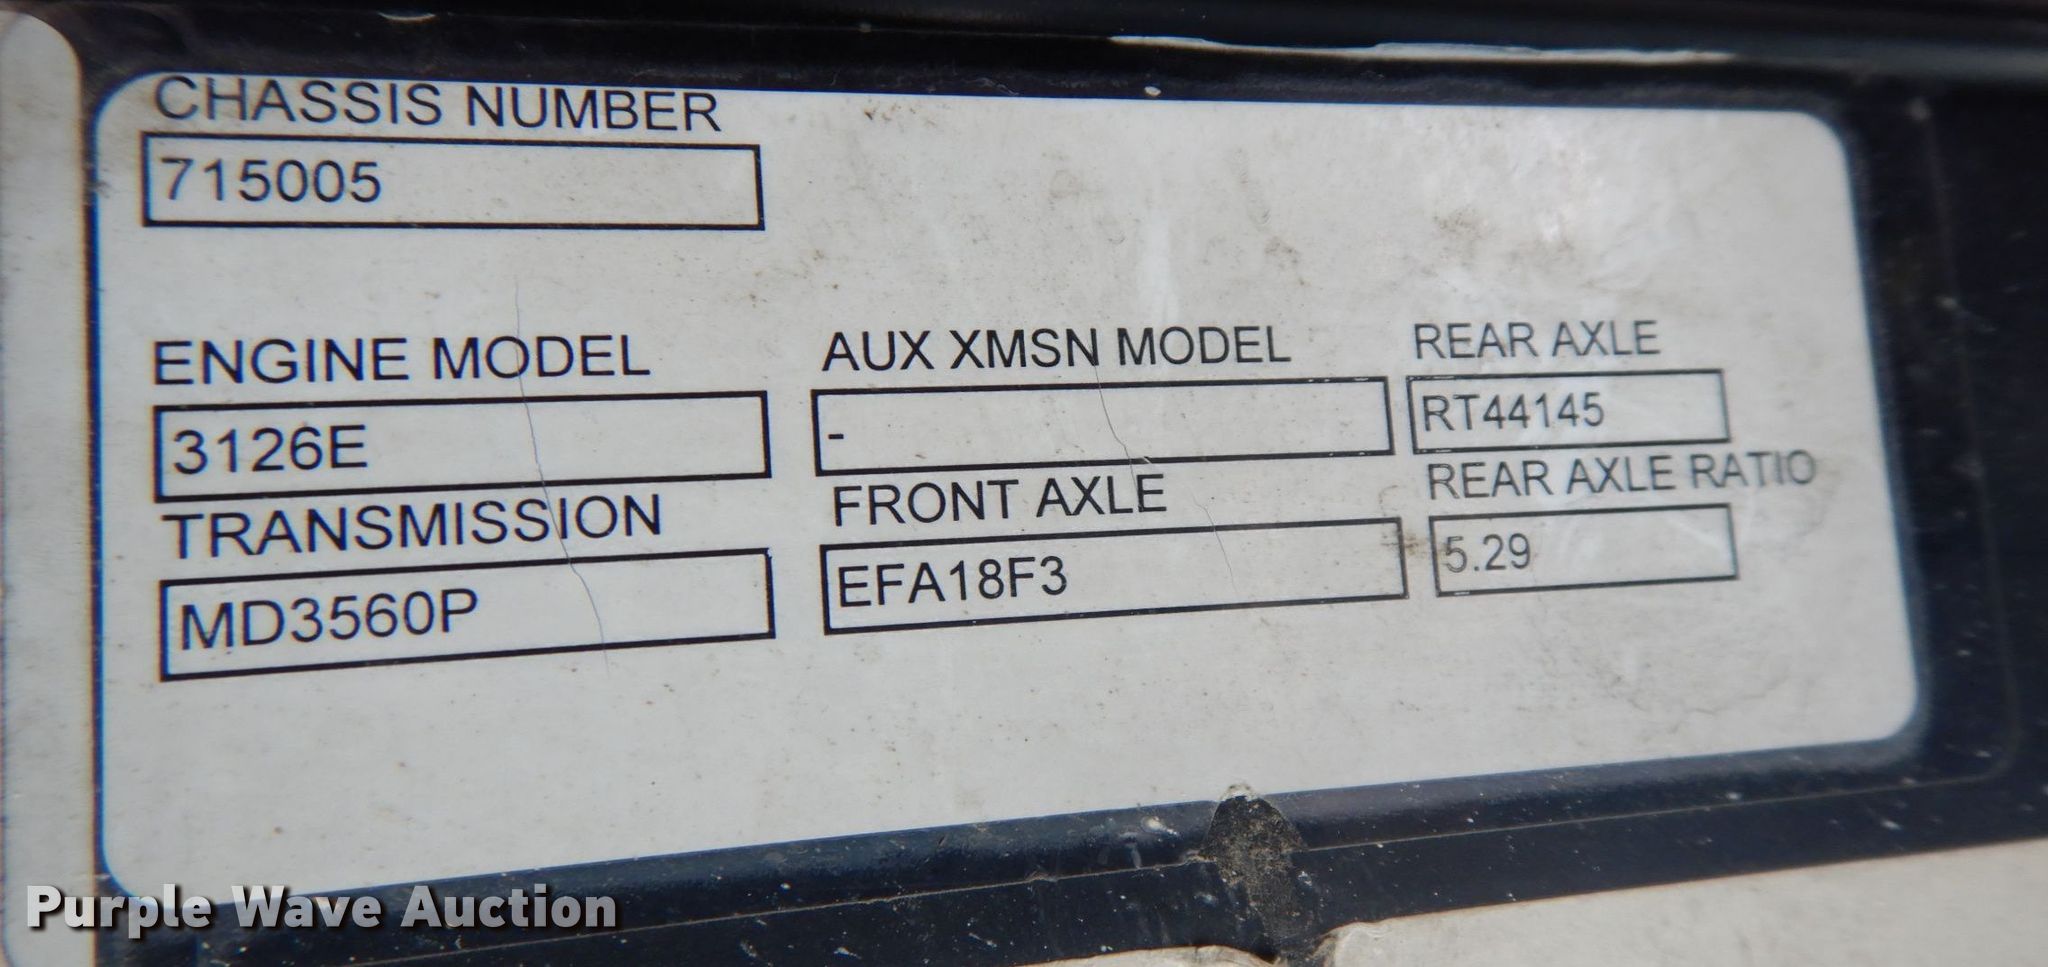 CHASSIS NUMBER
715005
ENGINE MODEL
3126E
AUX XMSN MODEL
-
REAR AXLE
RT44145
TRANSMISSION
MD3560P
FRONT AXLE
EFA18F3
REAR AXLE RATIO
5.29
Purple Wave Auction